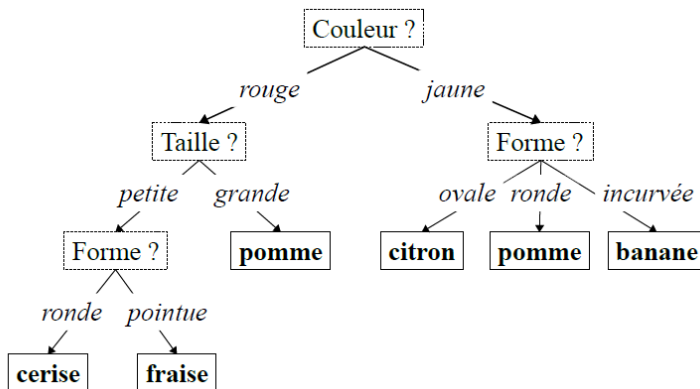 Couleur ?
rouge jaune
Taille ? Forme ?
petite grande ovale ronde incurvée
Forme ? pomme citron pomme banane
ronde pointue
cerise fraise